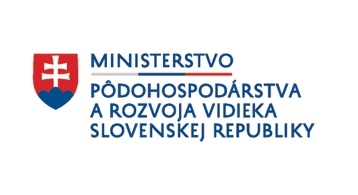 MINISTERSTVO
PÔDOHOSPODÁRSTVA
A ROZVOJA VIDIEKA
SLOVENSKEJ REPUBLIKY